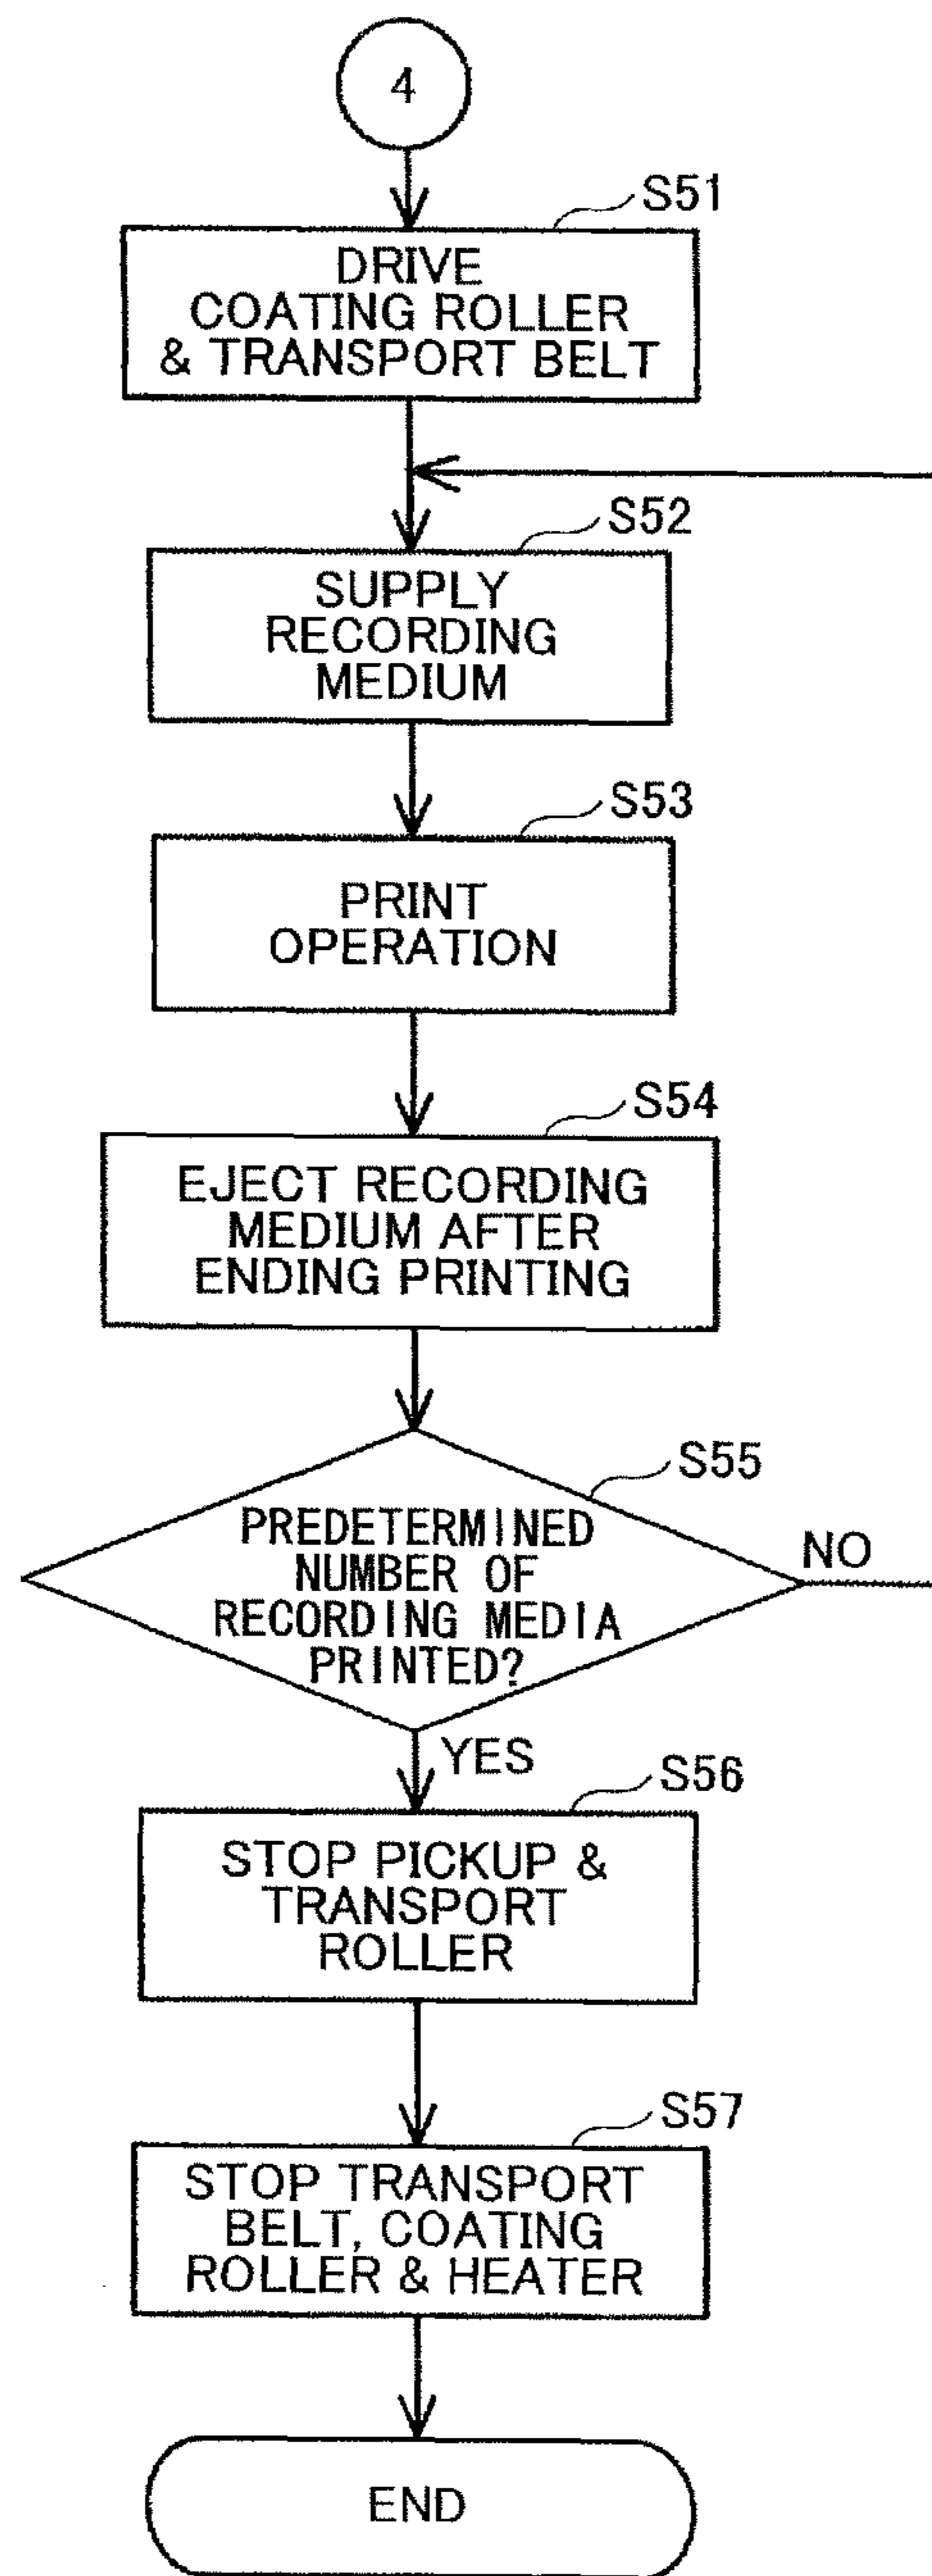 4
S51
DRIVE
COATING ROLLER
& TRANSPORT BELT
S52
SUPPLY
RECORDING
MEDIUM
S53
PRINT
OPERATION
S54
EJECT RECORDING
MEDIUM AFTER
ENDING PRINTING
S55
PREDETERMINED
NUMBER OF
RECORDING MEDIA
PRINTED?
NO
YES
S56
STOP PICKUP &
TRANSPORT
ROLLER
S57
STOP TRANSPORT
BELT, COATING
ROLLER & HEATER
END